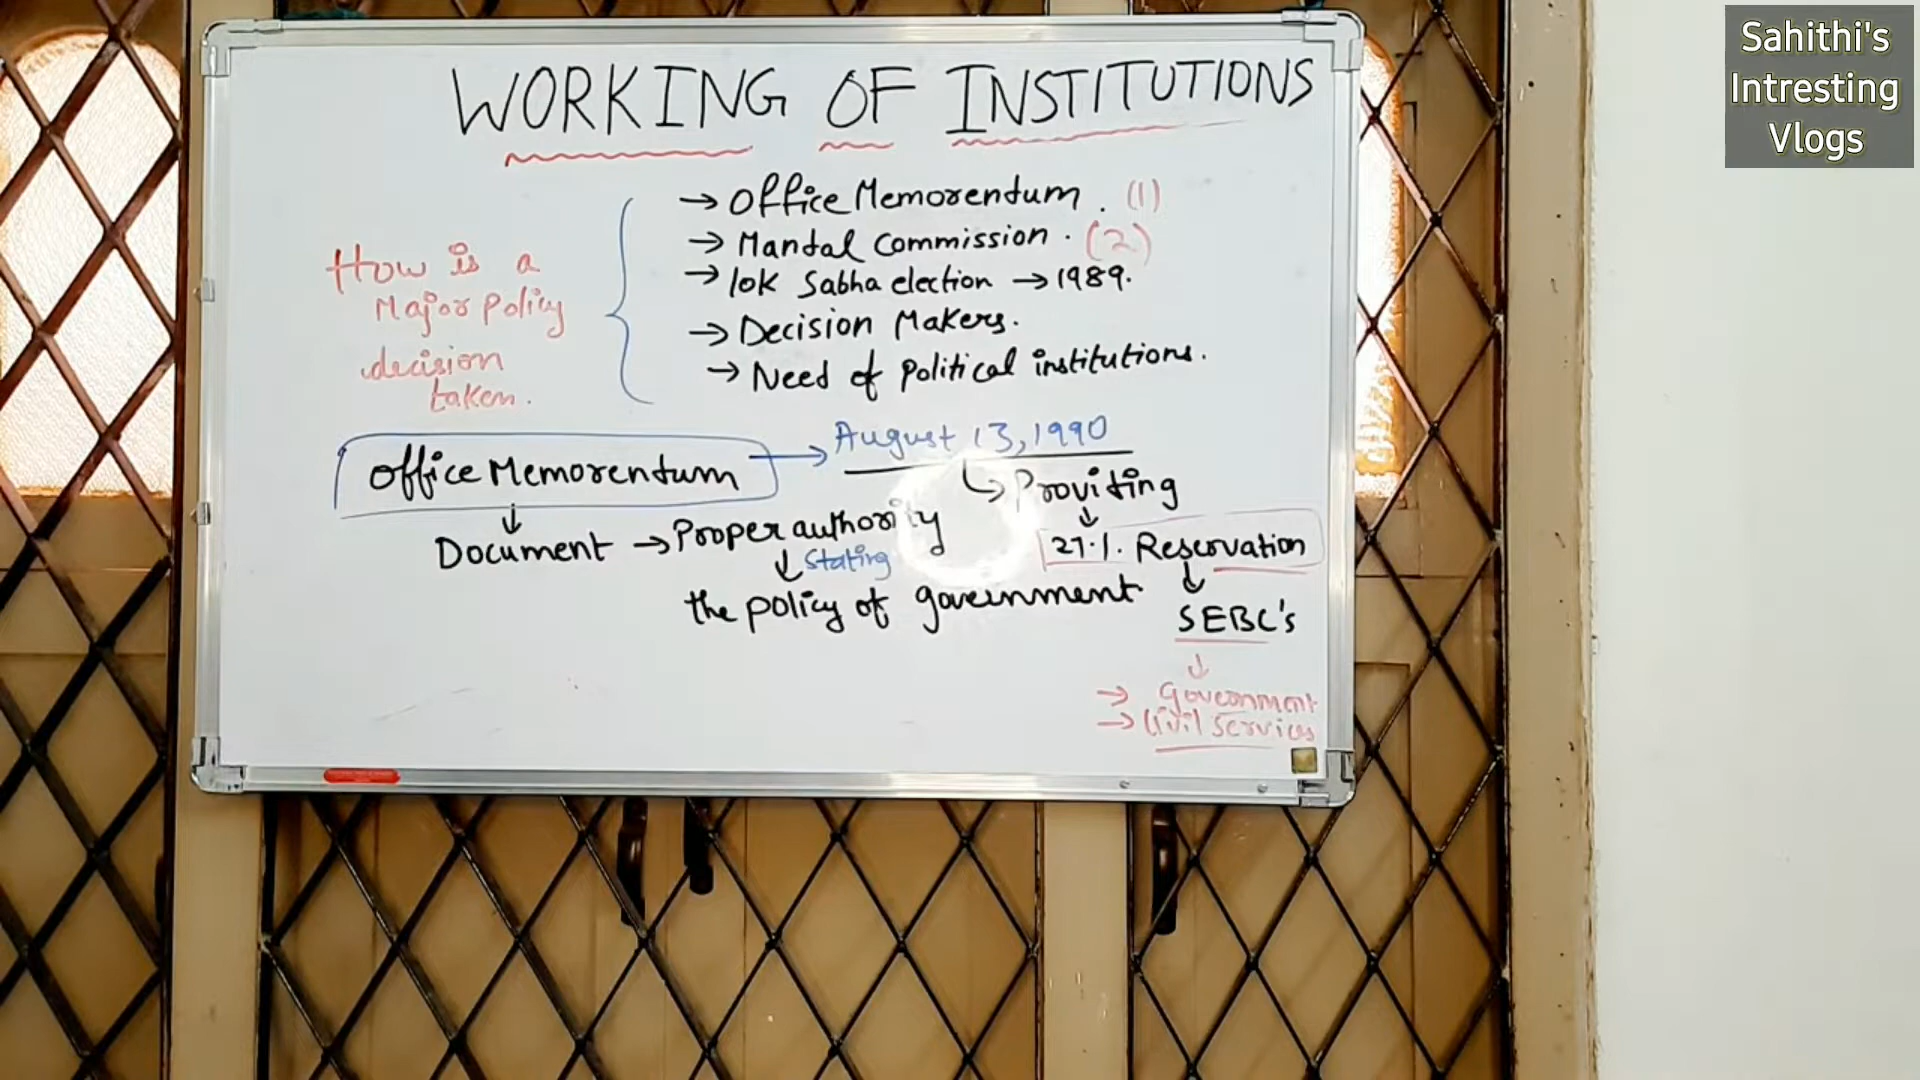 Sahithi's
Intresting
Vlogs
WORKING OF INSTITUTIONS
How is a
Major policy
decision
taken.
→ Office Memorendum. (1)
→ Mandal Commission. (2)
→ lok Sabha election → 1989.
→ Decision Makers.
→ Need of political institutions.
Office Memorendum → August 13, 1990
↳ Proviting
↓
27%. Reservation
↓
SEBC's
↓
→ Government
→ Civil Services
↓
Document → Proper authority
↓ Stating
the policy of government